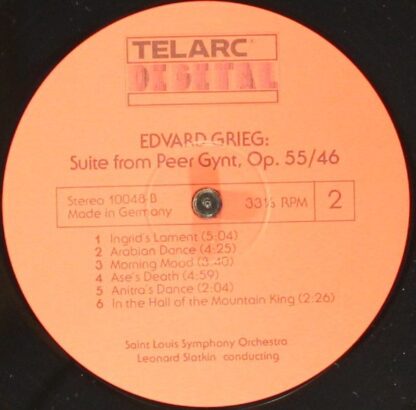 TELARC®
DIGITAL
EDVARD GRIEG:
Suite from Peer Gynt, Op. 55/46
Stereo 10048 B
Made in Germany
33⅓ RPM
2
1 Ingrid's Lament (5:04)
2 Arabian Dance (4:25)
3 Morning Mood (3:40)
4 Ase's Death (4:59)
5 Anitra's Dance (2:04)
6 In the Hall of the Mountain King (2:26)
Saint Louis Symphony Orchestra
Leonard Slatkin conducting